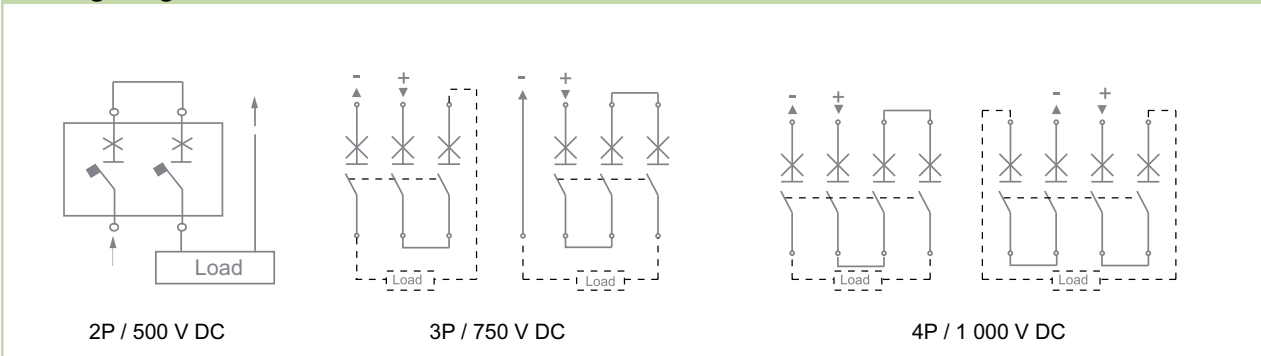 - + - +
- + - +
Load
Load
Load
Load
Load
2P / 500 V DC
3P / 750 V DC
4P / 1 000 V DC